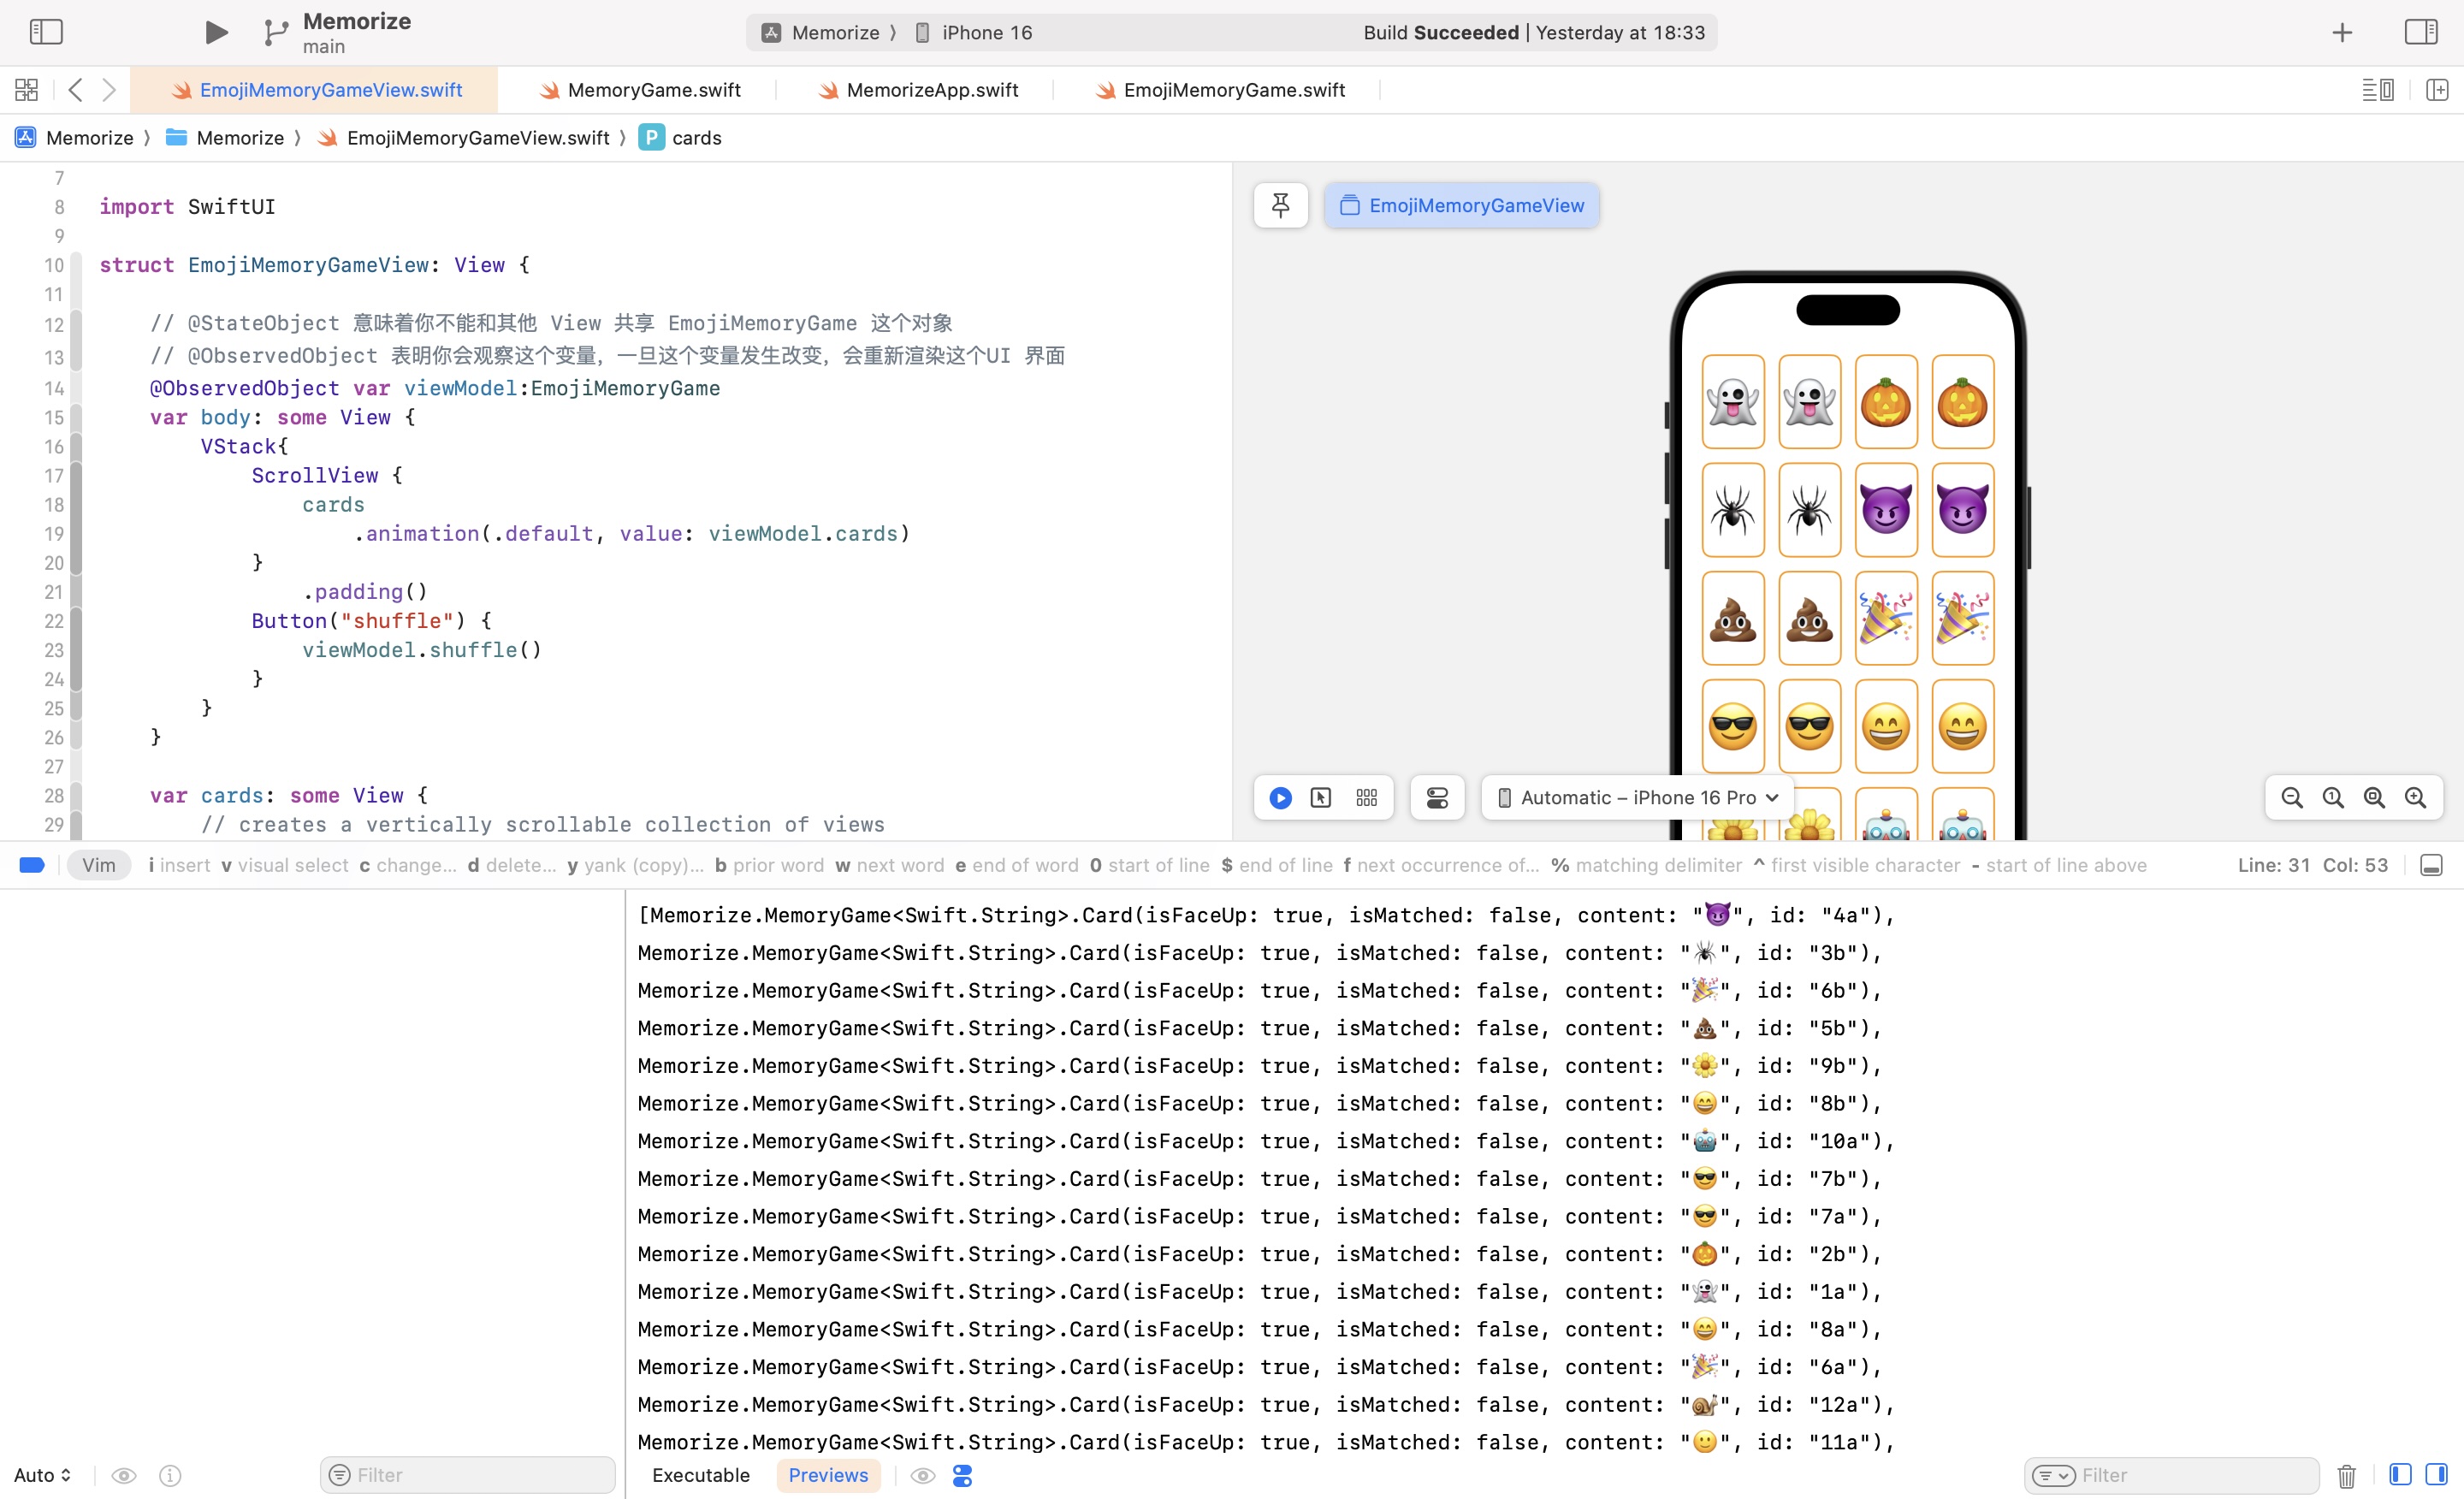 Memorize
main
Memorize 〉 iPhone 16
Build Succeeded | Yesterday at 18:33
EmojiMemoryGameView.swift
MemoryGame.swift
MemorizeApp.swift
EmojiMemoryGame.swift
Memorize 〉 Memorize 〉 EmojiMemoryGameView.swift 〉 P cards
7
8 import SwiftUI
9
10 struct EmojiMemoryGameView: View {
11
12 // @StateObject 意味着你不能和其他 View 共享 EmojiMemoryGame 这个对象
13 // @ObservedObject 表明你会观察这个变量，一旦这个变量发生改变，会重新渲染这个UI 界面
14 @ObservedObject var viewModel:EmojiMemoryGame
15 var body: some View {
16 VStack{
17 ScrollView {
18 cards
19 .animation(.default, value: viewModel.cards)
20 }
21 .padding()
22 Button("shuffle") {
23 viewModel.shuffle()
24 }
25 }
26 }
27
28 var cards: some View {
29 // creates a vertically scrollable collection of views
EmojiMemoryGameView
Automatic – iPhone 16 Pro
Vim i insert v visual select c change... d delete... y yank (copy)... b prior word w next word e end of word 0 start of line $ end of line f next occurrence of... % matching delimiter ^ first visible character - start of line above
Line: 31 Col: 53
[Memorize.MemoryGame<Swift.String>.Card(isFaceUp: true, isMatched: false, content: "😈", id: "4a"),
Memorize.MemoryGame<Swift.String>.Card(isFaceUp: true, isMatched: false, content: "🕷️", id: "3b"),
Memorize.MemoryGame<Swift.String>.Card(isFaceUp: true, isMatched: false, content: "🎉", id: "6b"),
Memorize.MemoryGame<Swift.String>.Card(isFaceUp: true, isMatched: false, content: "💩", id: "5b"),
Memorize.MemoryGame<Swift.String>.Card(isFaceUp: true, isMatched: false, content: "🌼", id: "9b"),
Memorize.MemoryGame<Swift.String>.Card(isFaceUp: true, isMatched: false, content: "😄", id: "8b"),
Memorize.MemoryGame<Swift.String>.Card(isFaceUp: true, isMatched: false, content: "🤖", id: "10a"),
Memorize.MemoryGame<Swift.String>.Card(isFaceUp: true, isMatched: false, content: "😎", id: "7b"),
Memorize.MemoryGame<Swift.String>.Card(isFaceUp: true, isMatched: false, content: "😎", id: "7a"),
Memorize.MemoryGame<Swift.String>.Card(isFaceUp: true, isMatched: false, content: "🎃", id: "2b"),
Memorize.MemoryGame<Swift.String>.Card(isFaceUp: true, isMatched: false, content: "👻", id: "1a"),
Memorize.MemoryGame<Swift.String>.Card(isFaceUp: true, isMatched: false, content: "😄", id: "8a"),
Memorize.MemoryGame<Swift.String>.Card(isFaceUp: true, isMatched: false, content: "🎉", id: "6a"),
Memorize.MemoryGame<Swift.String>.Card(isFaceUp: true, isMatched: false, content: "🐌", id: "12a"),
Memorize.MemoryGame<Swift.String>.Card(isFaceUp: true, isMatched: false, content: "🙂", id: "11a"),
Auto
Filter
Executable
Previews
Filter